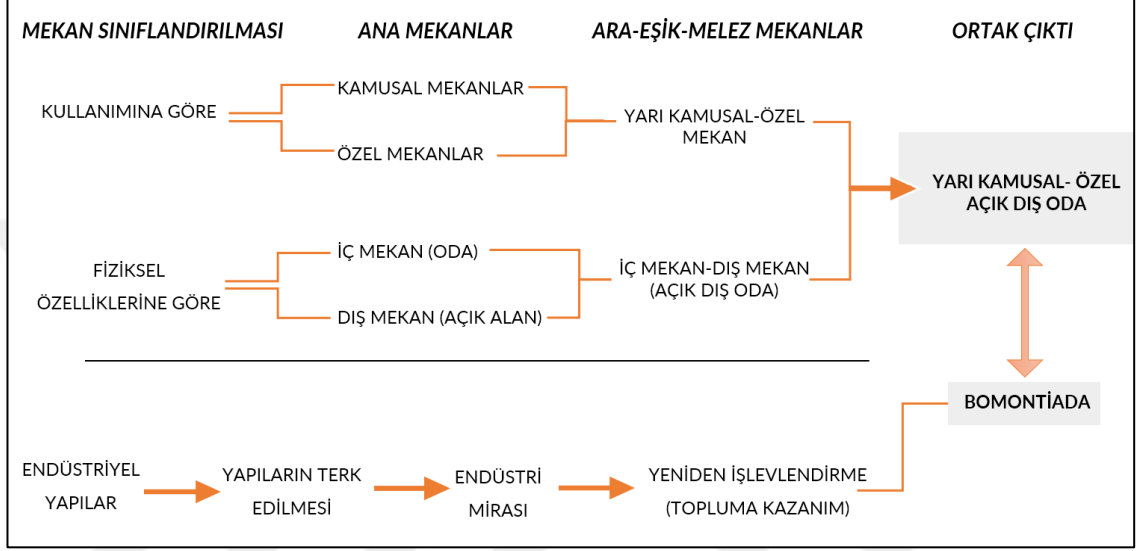 MEKAN SINIFLANDIRILMASI
ANA MEKANLAR
ARA-EŞİK-MELEZ MEKANLAR
ORTAK ÇIKTI
KULLANIMINA GÖRE
KAMUSAL MEKANLAR
ÖZEL MEKANLAR
YARI KAMUSAL-ÖZEL
MEKAN
YARI KAMUSAL- ÖZEL
AÇIK DIŞ ODA
FİZİKSEL
ÖZELLİKLERİNE GÖRE
İÇ MEKAN (ODA)
DIŞ MEKAN (AÇIK ALAN)
İÇ MEKAN-DIŞ MEKAN
(AÇIK DIŞ ODA)
BOMONTİADA
ENDÜSTRİYEL
YAPILAR
YAPILARIN TERK
EDİLMESİ
ENDÜSTRİ
MİRASI
YENİDEN İŞLEVLENDİRME
(TOPLUMA KAZANIM)